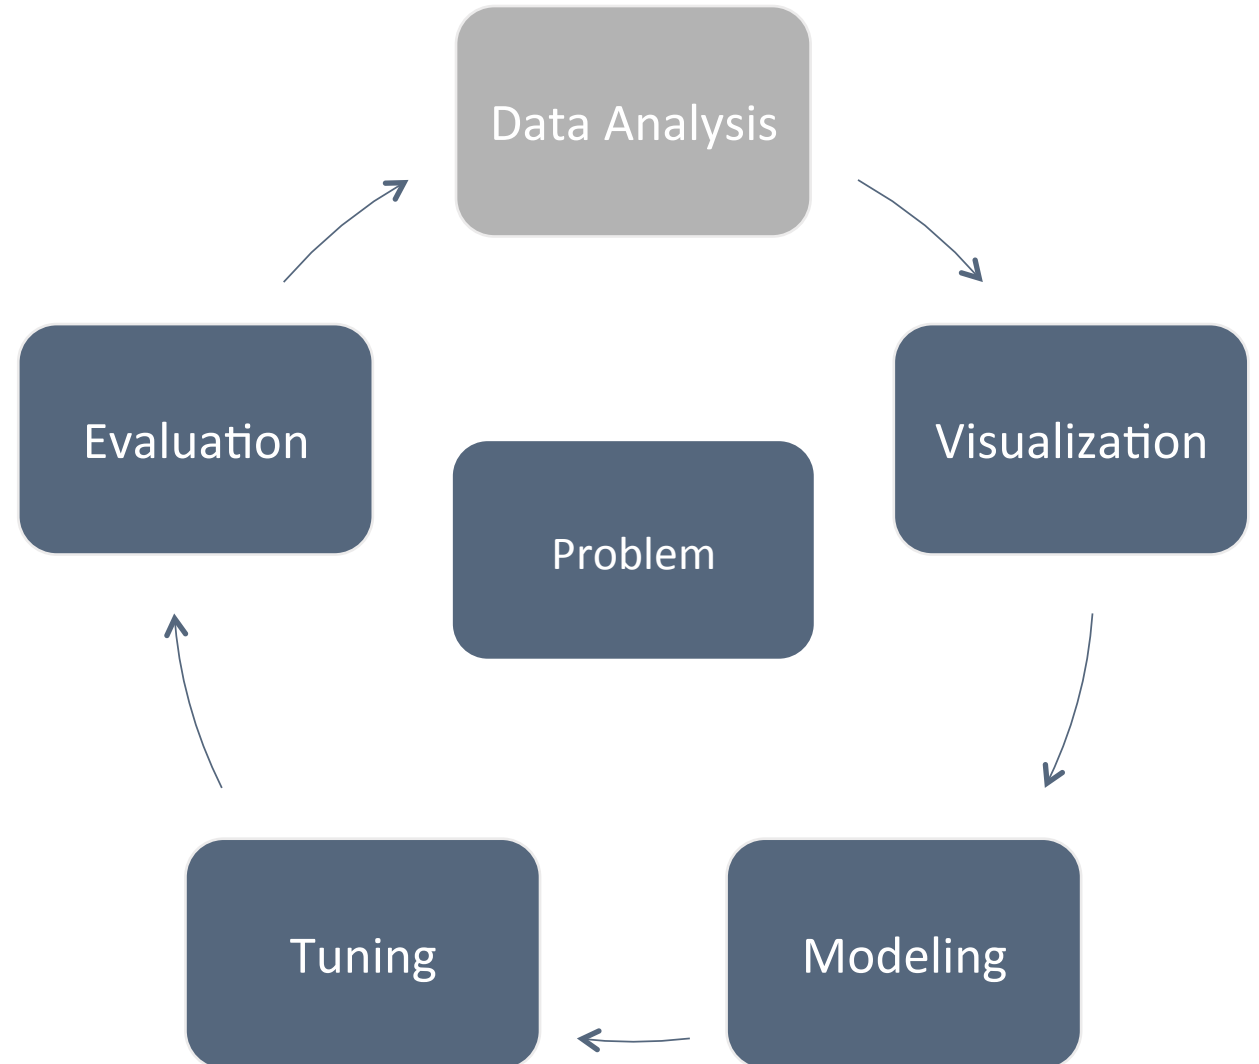 Data Analysis
Evaluation
Visualization
Problem
Tuning
Modeling